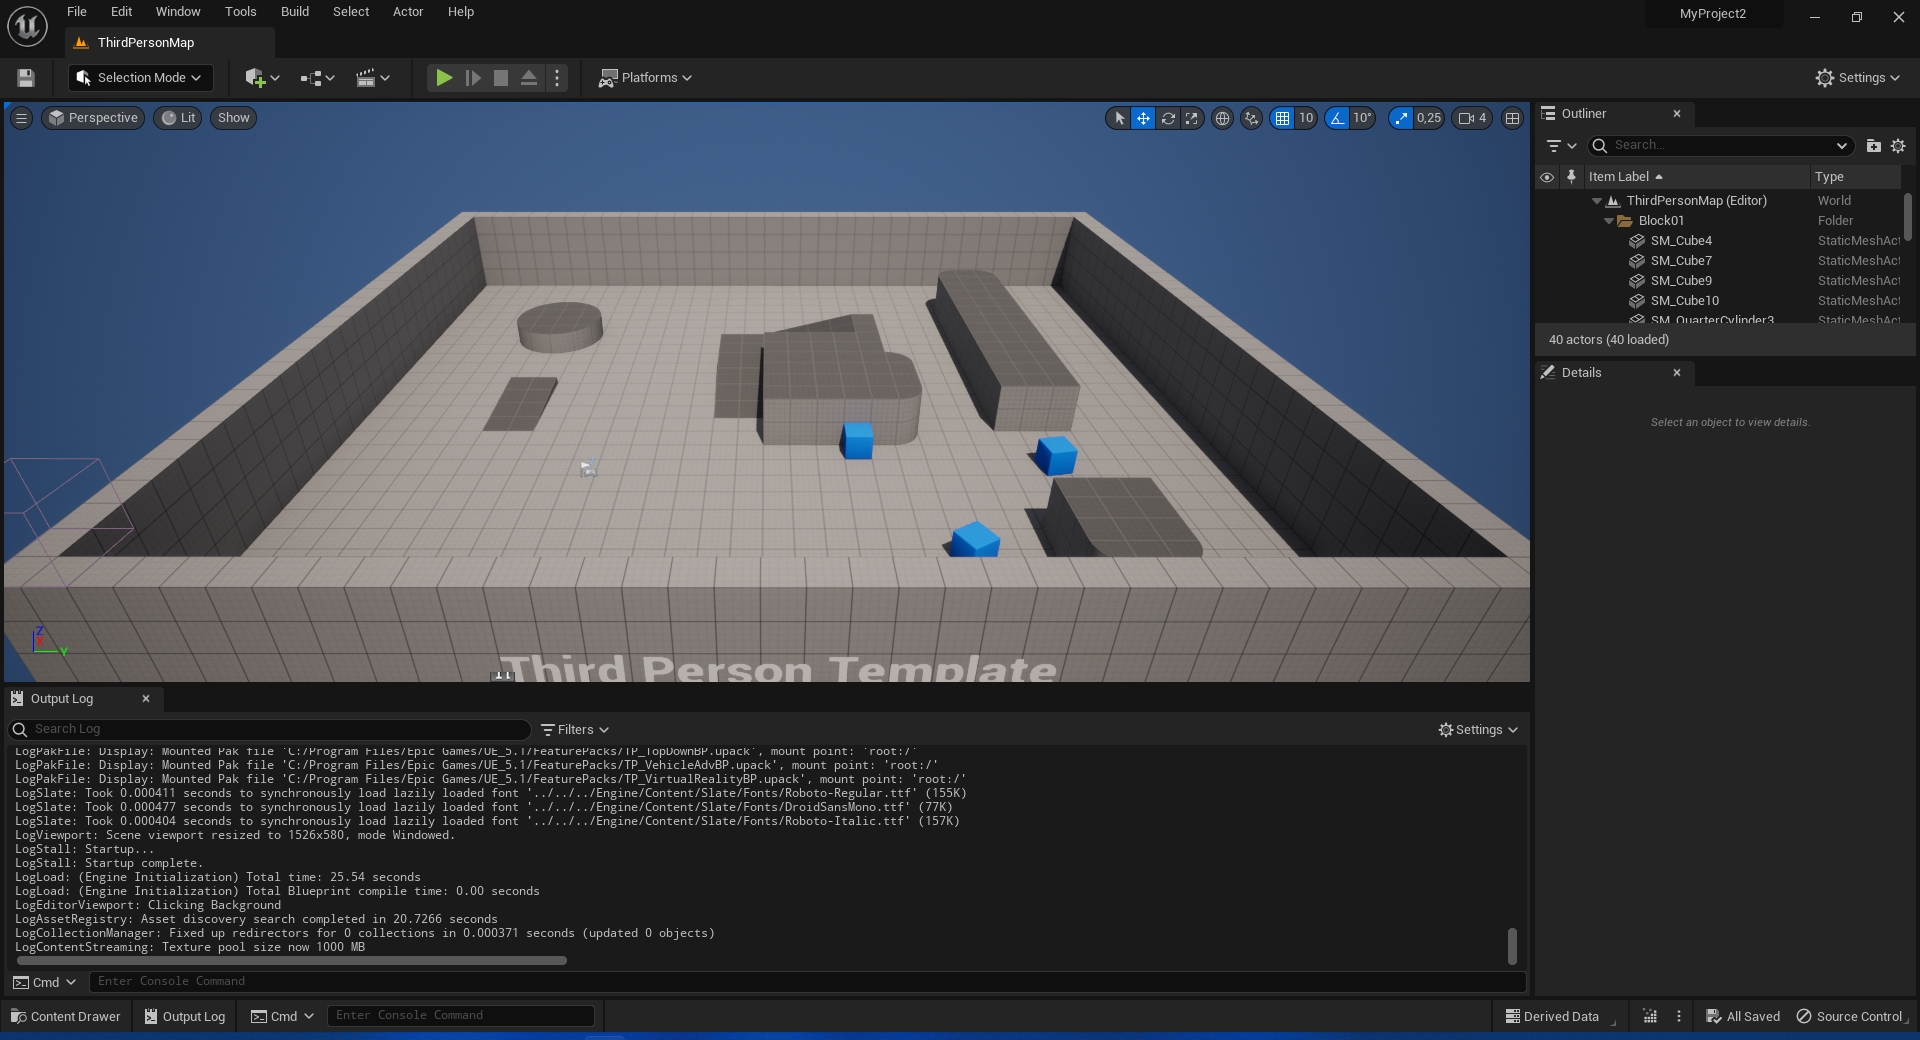 File Edit Window Tools Build Select Actor Help
MyProject2
ThirdPersonMap
Selection Mode
Platforms
Settings
Perspective Lit Show
10 10° 0,25 4
Outliner
Search...
Item Label Type
ThirdPersonMap (Editor) World
Block01 Folder
SM_Cube4 StaticMeshAct
SM_Cube7 StaticMeshAct
SM_Cube9 StaticMeshAct
SM_Cube10 StaticMeshAct
SM_QuarterCylinder3 StaticMeshAct
40 actors (40 loaded)
Details
Select an object to view details.
Z
X
Y
Third Person Template
Output Log
Search Log
Filters
Settings
LogPakFile: Display: Mounted Pak file 'C:/Program Files/Epic Games/UE_5.1/FeaturePacks/TP_TopDownBP.upack', mount point: 'root:/'
LogPakFile: Display: Mounted Pak file 'C:/Program Files/Epic Games/UE_5.1/FeaturePacks/TP_VehicleAdvBP.upack', mount point: 'root:/'
LogPakFile: Display: Mounted Pak file 'C:/Program Files/Epic Games/UE_5.1/FeaturePacks/TP_VirtualRealityBP.upack', mount point: 'root:/'
LogSlate: Took 0.000411 seconds to synchronously load lazily loaded font '../../../Engine/Content/Slate/Fonts/Roboto-Regular.ttf' (155K)
LogSlate: Took 0.000477 seconds to synchronously load lazily loaded font '../../../Engine/Content/Slate/Fonts/DroidSansMono.ttf' (77K)
LogSlate: Took 0.000404 seconds to synchronously load lazily loaded font '../../../Engine/Content/Slate/Fonts/Roboto-Italic.ttf' (157K)
LogViewport: Scene viewport resized to 1526x580, mode Windowed.
LogStall: Startup...
LogStall: Startup complete.
LogLoad: (Engine Initialization) Total time: 25.54 seconds
LogLoad: (Engine Initialization) Total Blueprint compile time: 0.00 seconds
LogEditorViewport: Clicking Background
LogAssetRegistry: Asset discovery search completed in 20.7266 seconds
LogCollectionManager: Fixed up redirectors for 0 collections in 0.000371 seconds (updated 0 objects)
LogContentStreaming: Texture pool size now 1000 MB
Cmd Enter Console Command
Content Drawer Output Log Cmd Enter Console Command
Derived Data All Saved Source Control